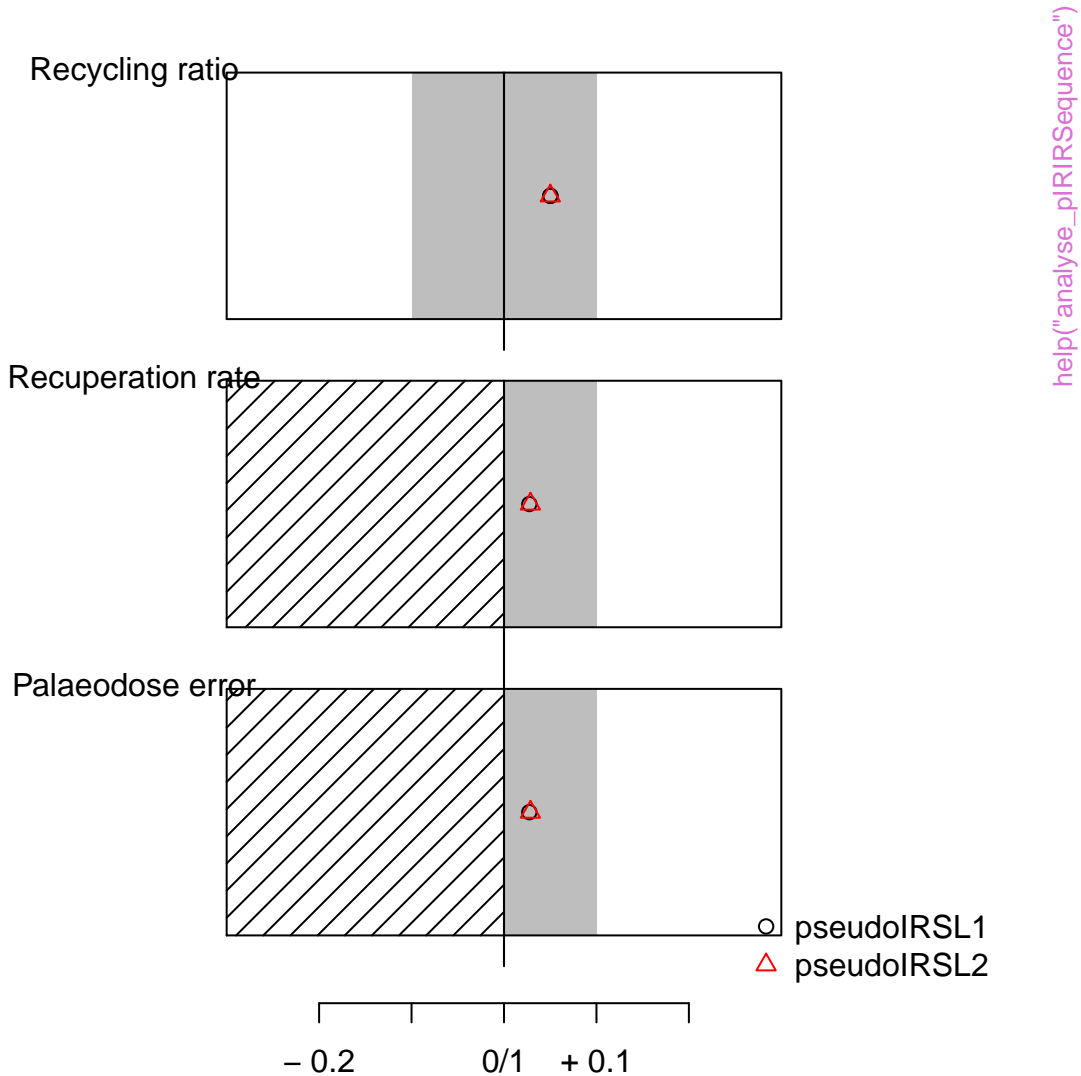 Recycling ratio
help("analyse_pIRIRSequence")
Recuperation rate
Palaeodose error
pseudoIRSL1
pseudoIRSL2
− 0.2 0/1 + 0.1